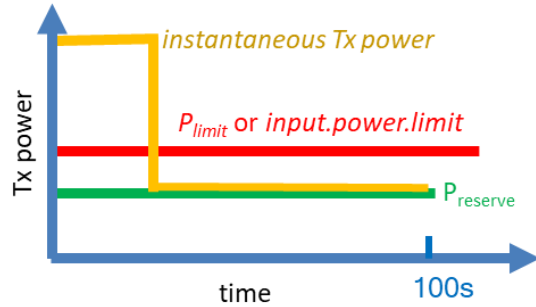 instantaneous Tx power
Plimit or input.power.limit
Tx power
Preserve
100s
time